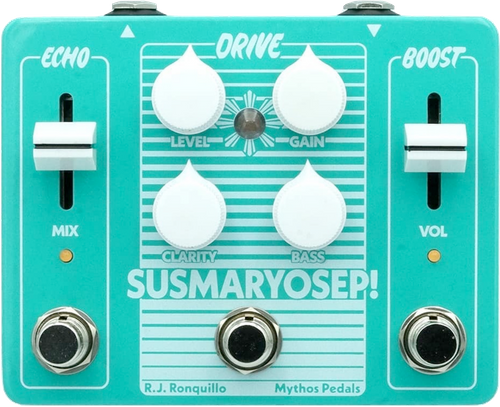 ECHO
DRIVE
BOOST
LEVEL
GAIN
MIX
VOL
CLARITY
BASS
SUSMARYOSEP!
R.J. Ronquillo
Mythos Pedals